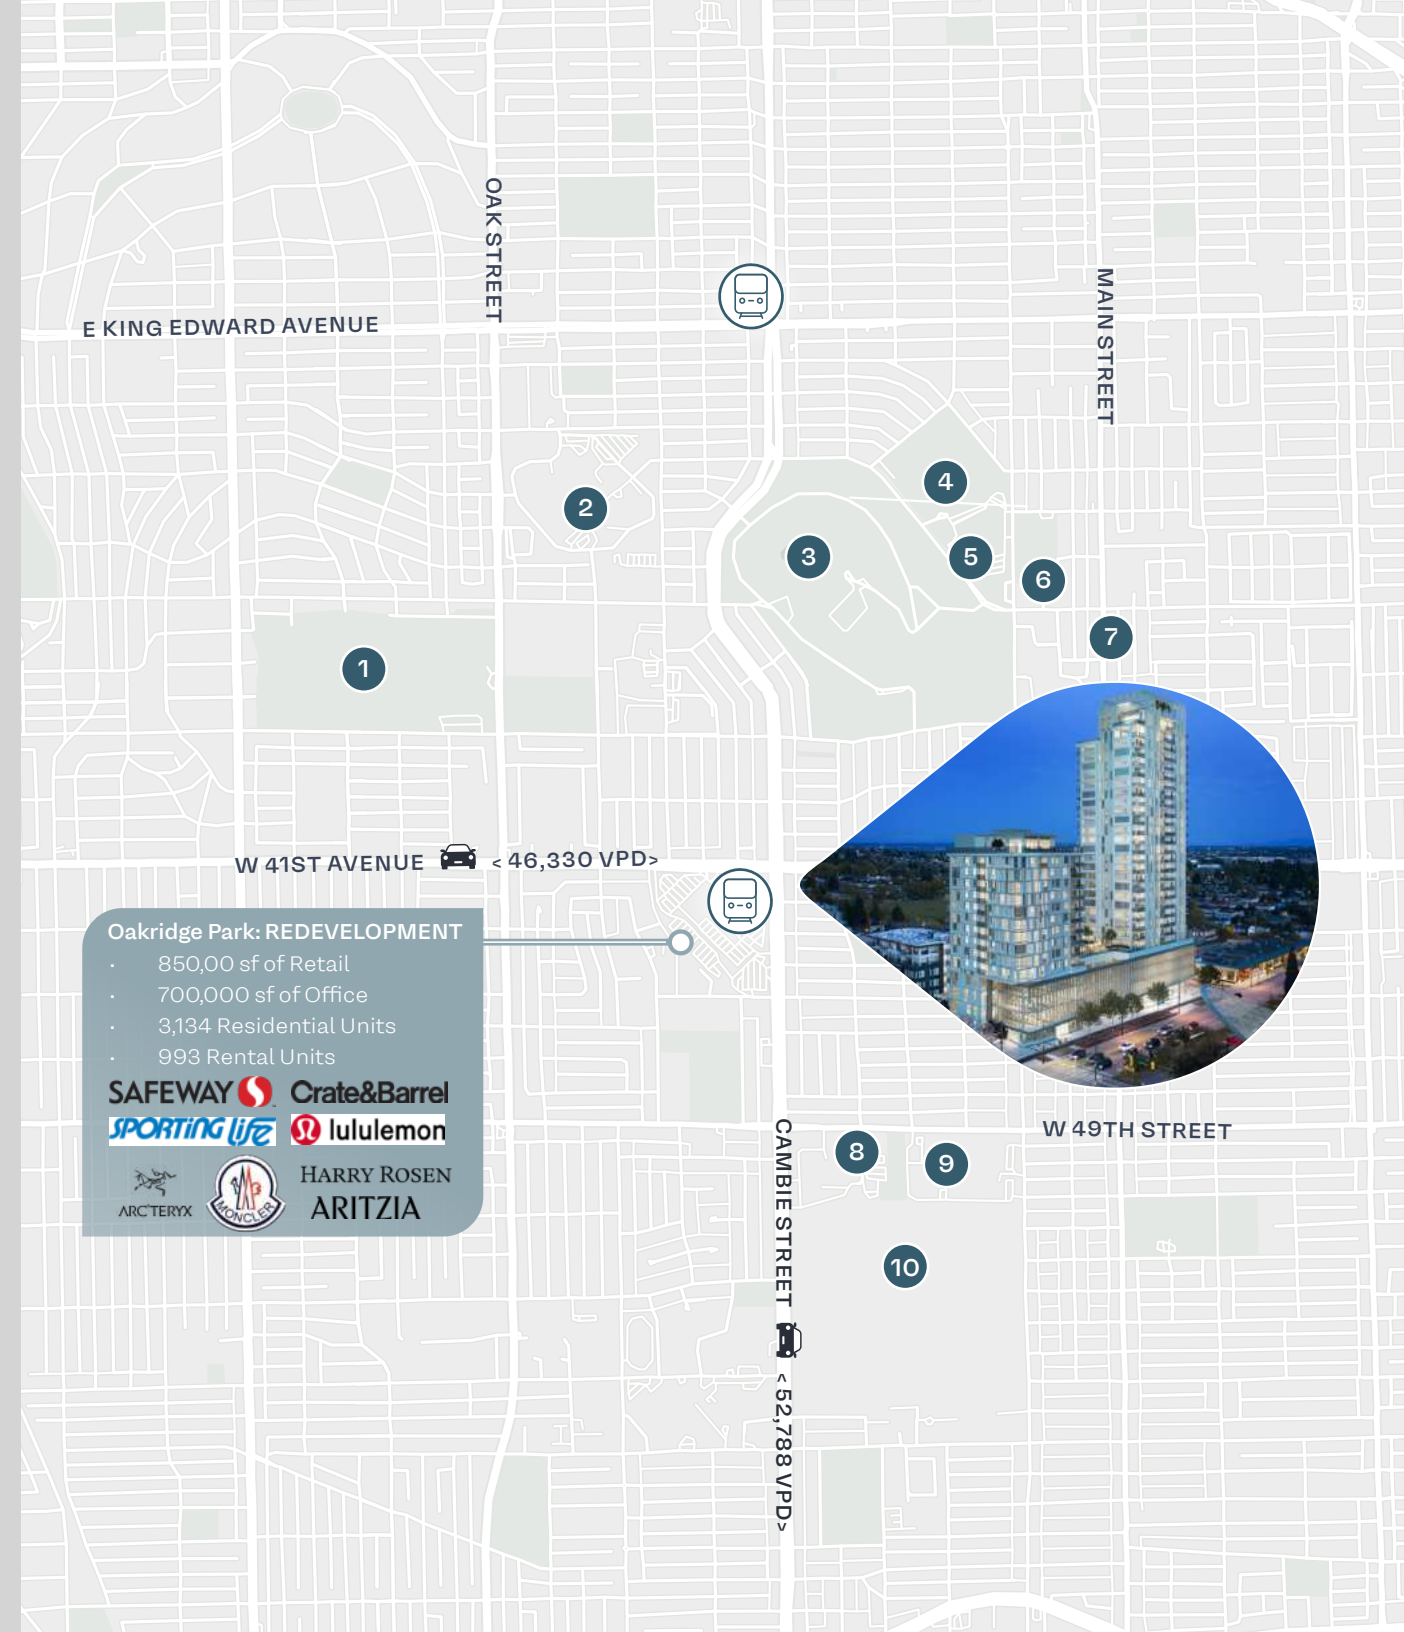 OAK STREET
MAIN STREET
E KING EDWARD AVENUE
4
2
3
5
6
7
1
W 41ST AVENUE < 46,330 VPD>
Oakridge Park: REDEVELOPMENT
· 850,00 sf of Retail
· 700,000 sf of Office
· 3,134 Residential Units
· 993 Rental Units
SAFEWAY Crate&Barrel
SPORTING LIFE lululemon
ARC'TERYX MONCLER HARRY ROSEN
ARITZIA
CAMBIE STREET < 52,788 VPD>
W 49TH STREET
8
9
10